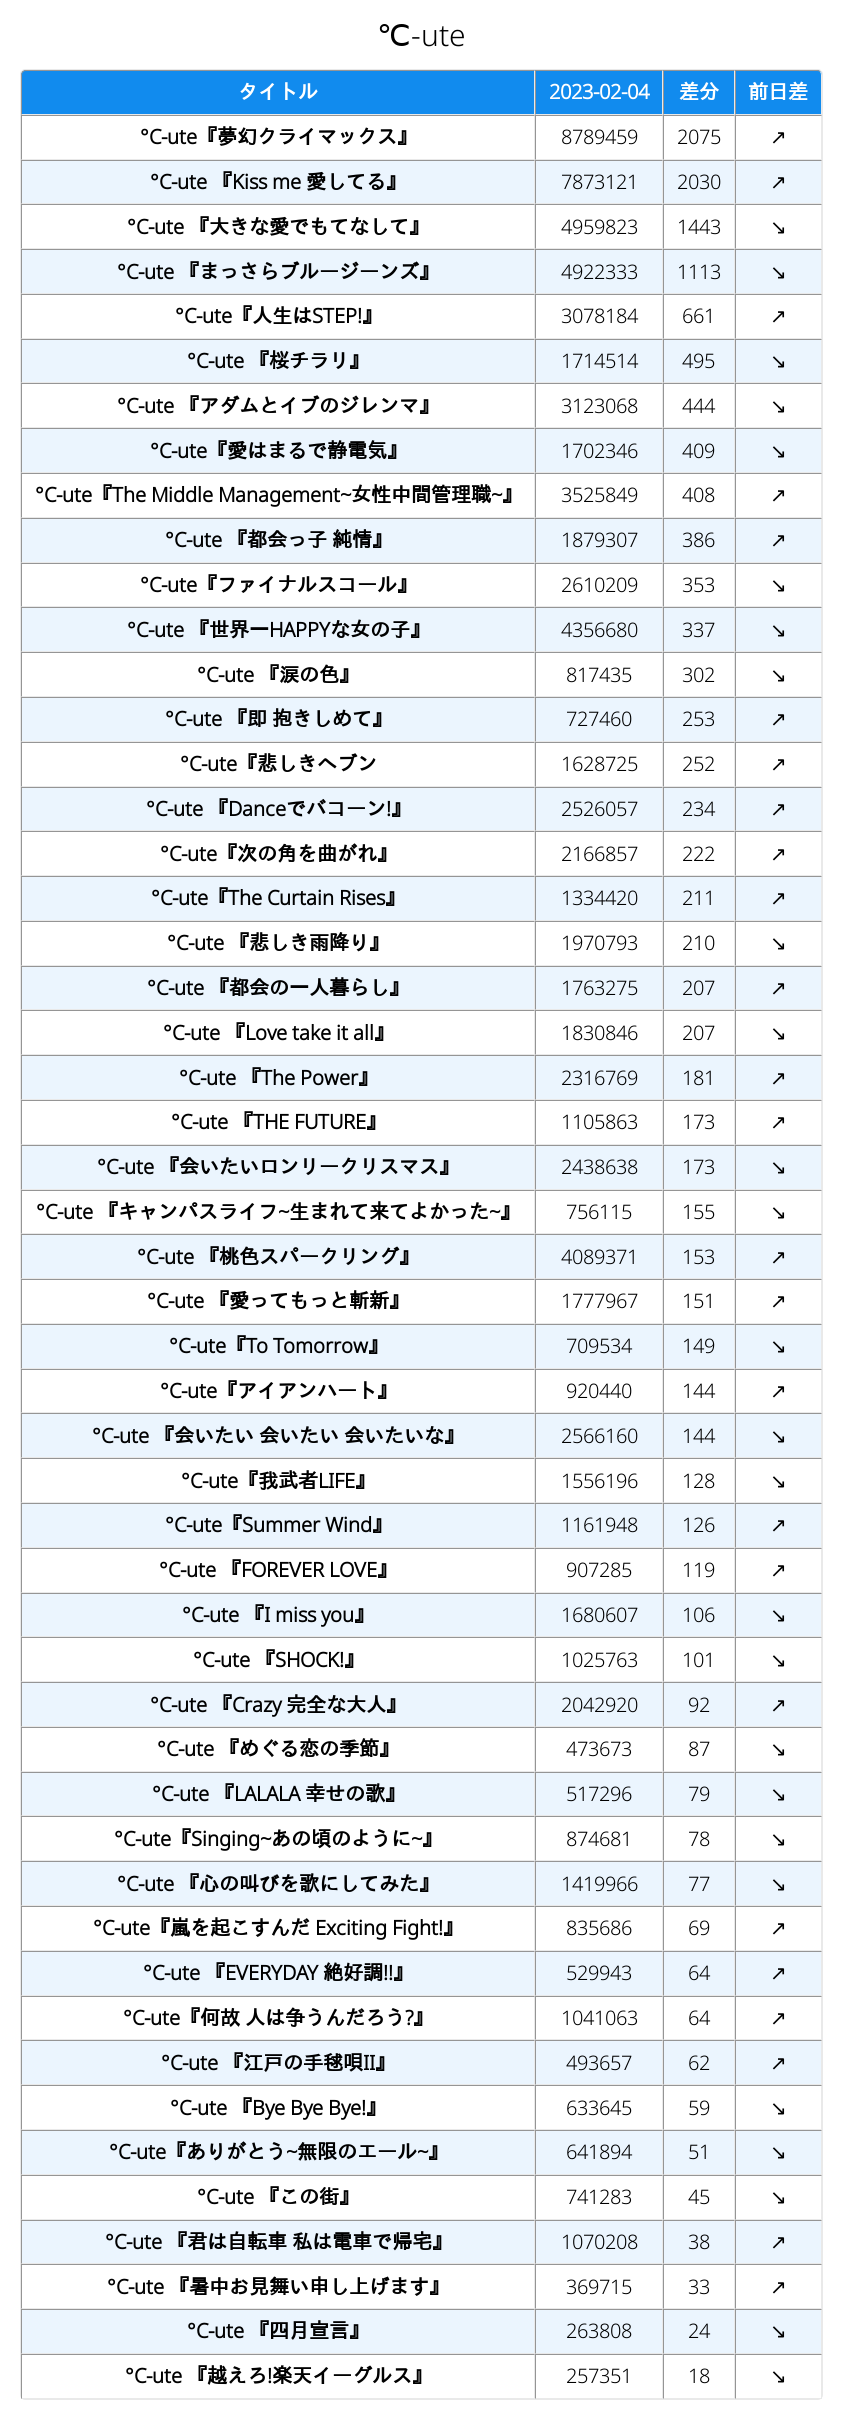 ℃-ute
タイトル 2023-02-04 差分 前日差
℃-ute『夢幻クライマックス』 8789459 2075 ↗
℃-ute 『Kiss me 愛してる』 7873121 2030 ↗
℃-ute 『大きな愛でもてなして』 4959823 1443 ↘
℃-ute 『まっさらブルージーンズ』 4922333 1113 ↘
℃-ute『人生はSTEP!』 3078184 661 ↗
℃-ute 『桜チラリ』 1714514 495 ↘
℃-ute 『アダムとイブのジレンマ』 3123068 444 ↘
℃-ute『愛はまるで静電気』 1702346 409 ↘
℃-ute『The Middle Management~女性中間管理職~』 3525849 408 ↗
℃-ute 『都会っ子 純情』 1879307 386 ↗
℃-ute『ファイナルスコール』 2610209 353 ↘
℃-ute 『世界一HAPPYな女の子』 4356680 337 ↘
℃-ute 『涙の色』 817435 302 ↘
℃-ute 『即 抱きしめて』 727460 253 ↗
℃-ute『悲しきヘブン 1628725 252 ↗
℃-ute 『Danceでバコーン!』 2526057 234 ↗
℃-ute『次の角を曲がれ』 2166857 222 ↗
℃-ute『The Curtain Rises』 1334420 211 ↗
℃-ute 『悲しき雨降り』 1970793 210 ↘
℃-ute 『都会の一人暮らし』 1763275 207 ↗
℃-ute 『Love take it all』 1830846 207 ↘
℃-ute 『The Power』 2316769 181 ↗
℃-ute 『THE FUTURE』 1105863 173 ↗
℃-ute 『会いたいロンリークリスマス』 2438638 173 ↘
℃-ute 『キャンパスライフ~生まれて来てよかった~』 756115 155 ↘
℃-ute 『桃色スパークリング』 4089371 153 ↗
℃-ute 『愛ってもっと斬新』 1777967 151 ↗
℃-ute『To Tomorrow』 709534 149 ↘
℃-ute『アイアンハート』 920440 144 ↗
℃-ute 『会いたい 会いたい 会いたいな』 2566160 144 ↘
℃-ute『我武者LIFE』 1556196 128 ↘
℃-ute『Summer Wind』 1161948 126 ↗
℃-ute 『FOREVER LOVE』 907285 119 ↗
℃-ute 『I miss you』 1680607 106 ↘
℃-ute 『SHOCK!』 1025763 101 ↘
℃-ute 『Crazy 完全な大人』 2042920 92 ↗
℃-ute 『めぐる恋の季節』 473673 87 ↘
℃-ute 『LALALA 幸せの歌』 517296 79 ↘
℃-ute『Singing~あの頃のように~』 874681 78 ↘
℃-ute 『心の叫びを歌にしてみた』 1419966 77 ↘
℃-ute『嵐を起こすんだ Exciting Fight!』 835686 69 ↗
℃-ute 『EVERYDAY 絶好調!!』 529943 64 ↗
℃-ute『何故 人は争うんだろう?』 1041063 64 ↗
℃-ute 『江戸の手毬唄II』 493657 62 ↗
℃-ute 『Bye Bye Bye!』 633645 59 ↘
℃-ute『ありがとう~無限のエール~』 641894 51 ↘
℃-ute 『この街』 741283 45 ↘
℃-ute 『君は自転車 私は電車で帰宅』 1070208 38 ↗
℃-ute 『暑中お見舞い申し上げます』 369715 33 ↗
℃-ute 『四月宣言』 263808 24 ↘
℃-ute 『越えろ!楽天イーグルス』 257351 18 ↘